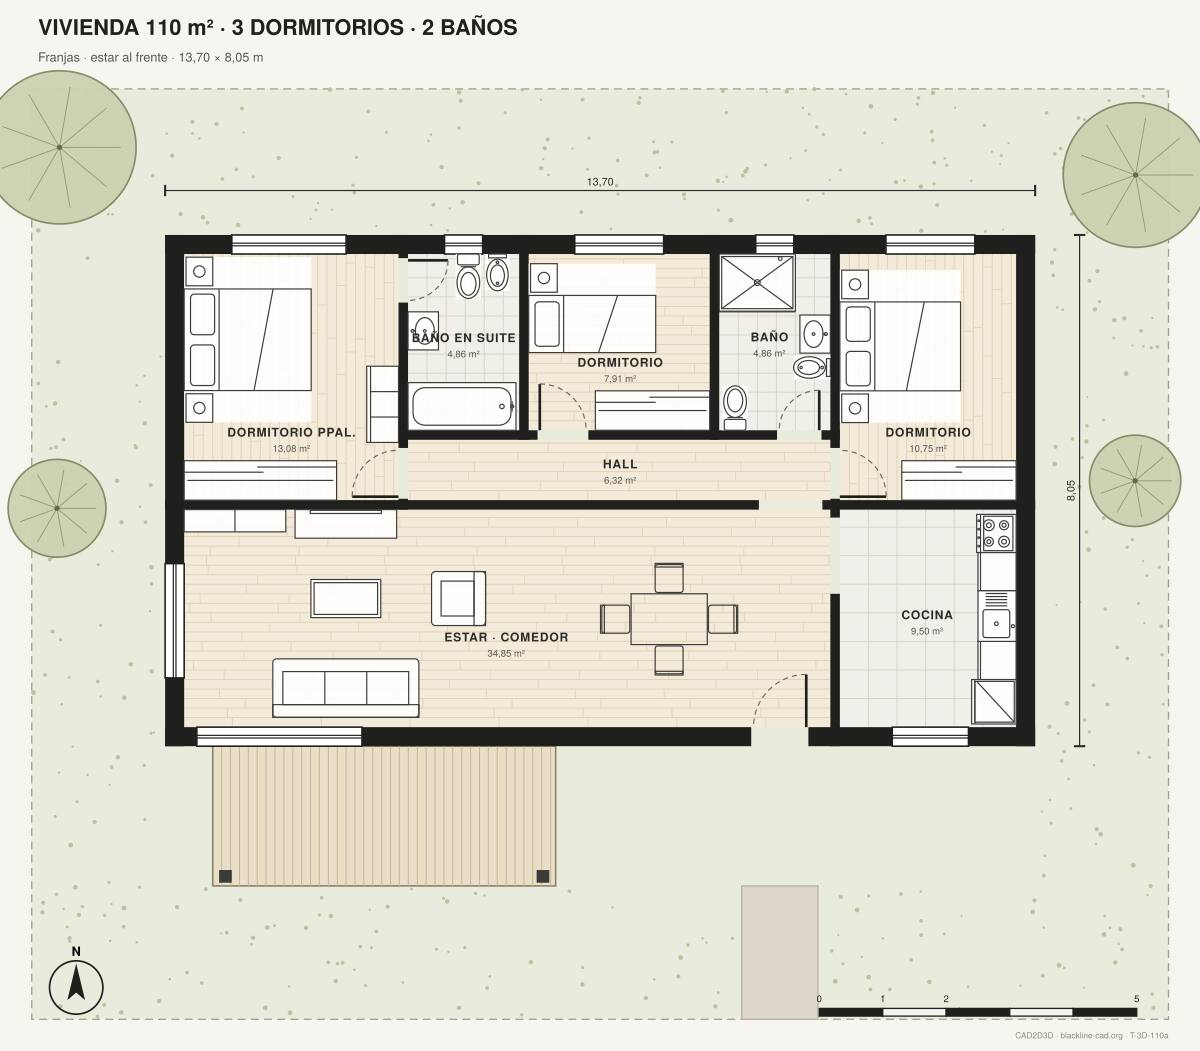 VIVIENDA 110 m² · 3 DORMITORIOS · 2 BAÑOS
Franjas · estar al frente · 13,70 × 8,05 m
13,70
BAÑO EN SUITE
4,86 m²
DORMITORIO
7,91 m²
BAÑO
4,86 m²
DORMITORIO PPAL.
13,08 m²
DORMITORIO
10,75 m²
HALL
6,32 m²
8,05
ESTAR · COMEDOR
34,85 m²
COCINA
9,50 m²
N
0 1 2 5
CAD2D3D · blackline-cad.org · T-3D-110a